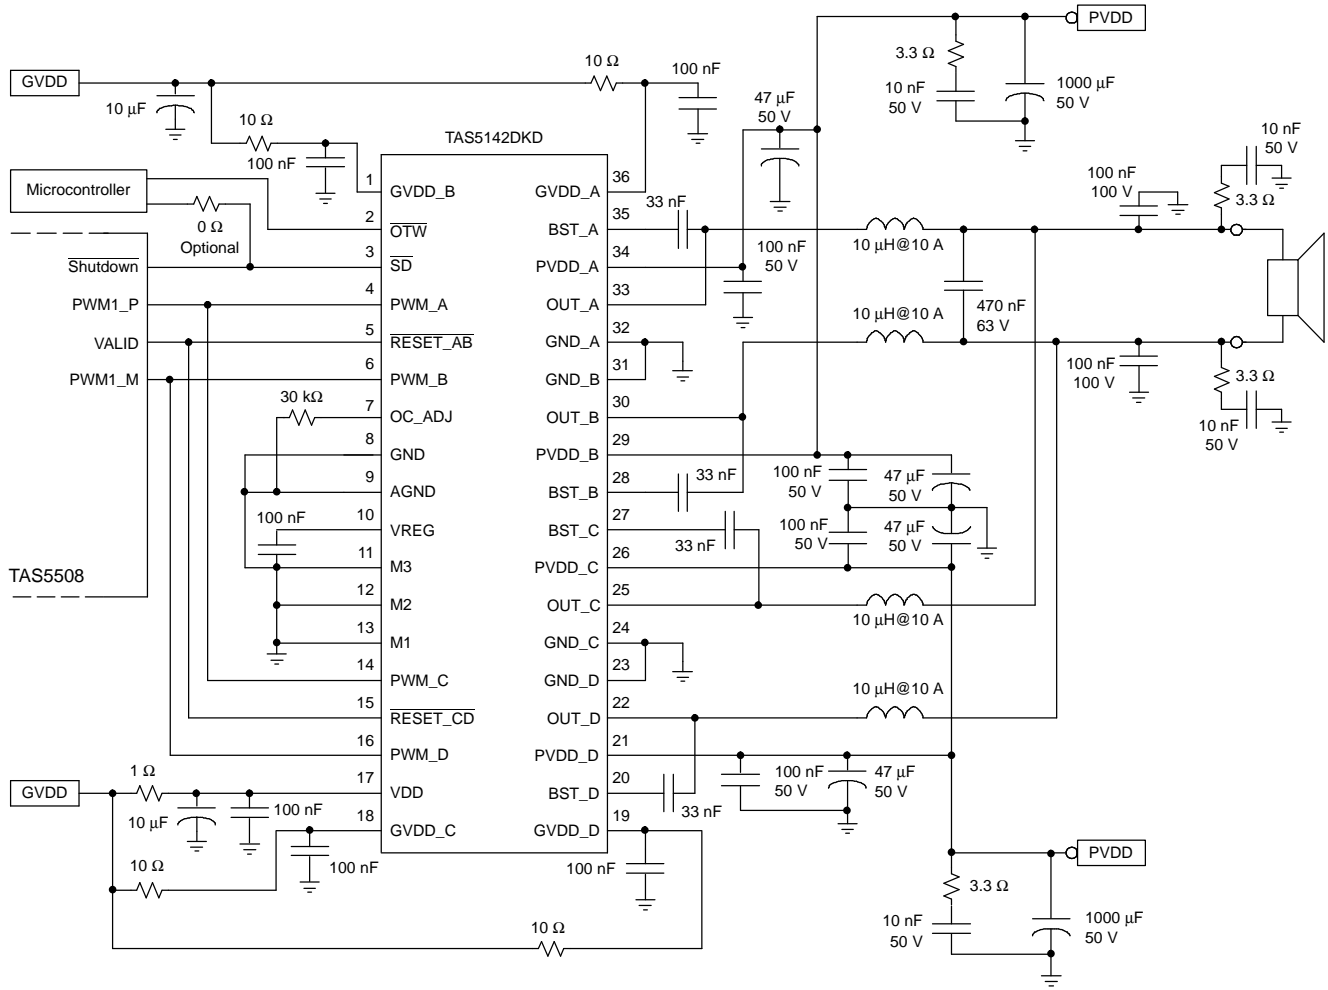 PVDD
3.3 Ω
10 nF
50 V
1000 µF
50 V
GVDD
10 µF
10 Ω
100 nF
10 Ω
100 nF
47 µF
50 V
TAS5142DKD
10 nF
50 V
3.3 Ω
100 nF
100 V
Microcontroller
0 Ω
Optional
Shutdown
PWM1_P
VALID
PWM1_M
TAS5508
1
GVDD_B
2
OTW
3
SD
4
PWM_A
5
RESET_AB
6
PWM_B
7
OC_ADJ
8
GND
9
AGND
10
VREG
11
M3
12
M2
13
M1
14
PWM_C
15
RESET_CD
16
PWM_D
17
VDD
18
GVDD_C
36
GVDD_A
35
BST_A
34
PVDD_A
33
OUT_A
32
GND_A
31
GND_B
30
OUT_B
29
PVDD_B
28
BST_B
27
BST_C
26
PVDD_C
25
OUT_C
24
GND_C
23
GND_D
22
OUT_D
21
PVDD_D
20
BST_D
19
GVDD_D
30 kΩ
100 nF
33 nF
100 nF
50 V
10 µH@10 A
10 µH@10 A
470 nF
63 V
100 nF
100 V
3.3 Ω
10 nF
50 V
33 nF
100 nF
50 V
47 µF
50 V
33 nF
100 nF
50 V
47 µF
50 V
10 µH@10 A
10 µH@10 A
100 nF
50 V
47 µF
50 V
33 nF
GVDD
1 Ω
10 µF
100 nF
10 Ω
100 nF
100 nF
10 Ω
PVDD
3.3 Ω
10 nF
50 V
1000 µF
50 V